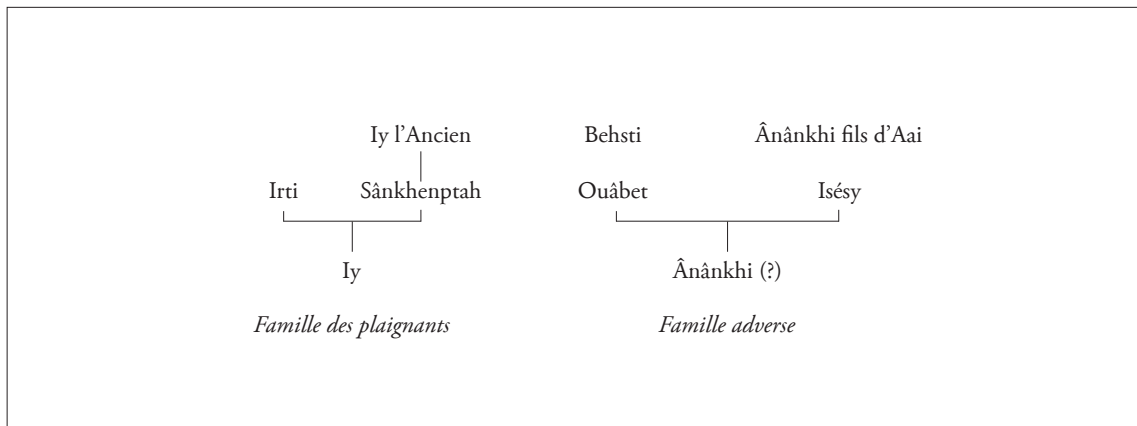 Iy l’Ancien Behsti Ânânkhi fils d’Aai
Irti Sânkhenptah Ouâbet Isésy
Iy Ânânkhi (?)
Famille des plaignants Famille adverse